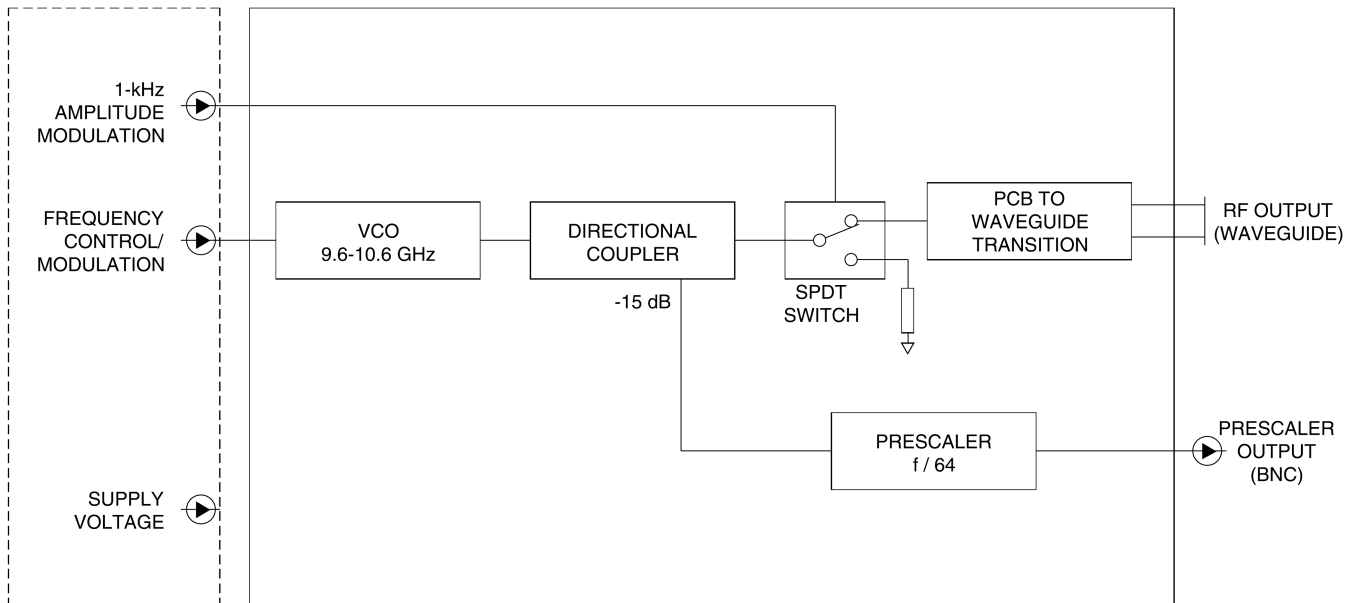 1-kHz
AMPLITUDE
MODULATION
FREQUENCY
CONTROL/
MODULATION
VCO
9.6-10.6 GHz
DIRECTIONAL
COUPLER
-15 dB
SPDT
SWITCH
PCB TO
WAVEGUIDE
TRANSITION
RF OUTPUT
(WAVEGUIDE)
PRESCALER
f / 64
PRESCALER
OUTPUT
(BNC)
SUPPLY
VOLTAGE